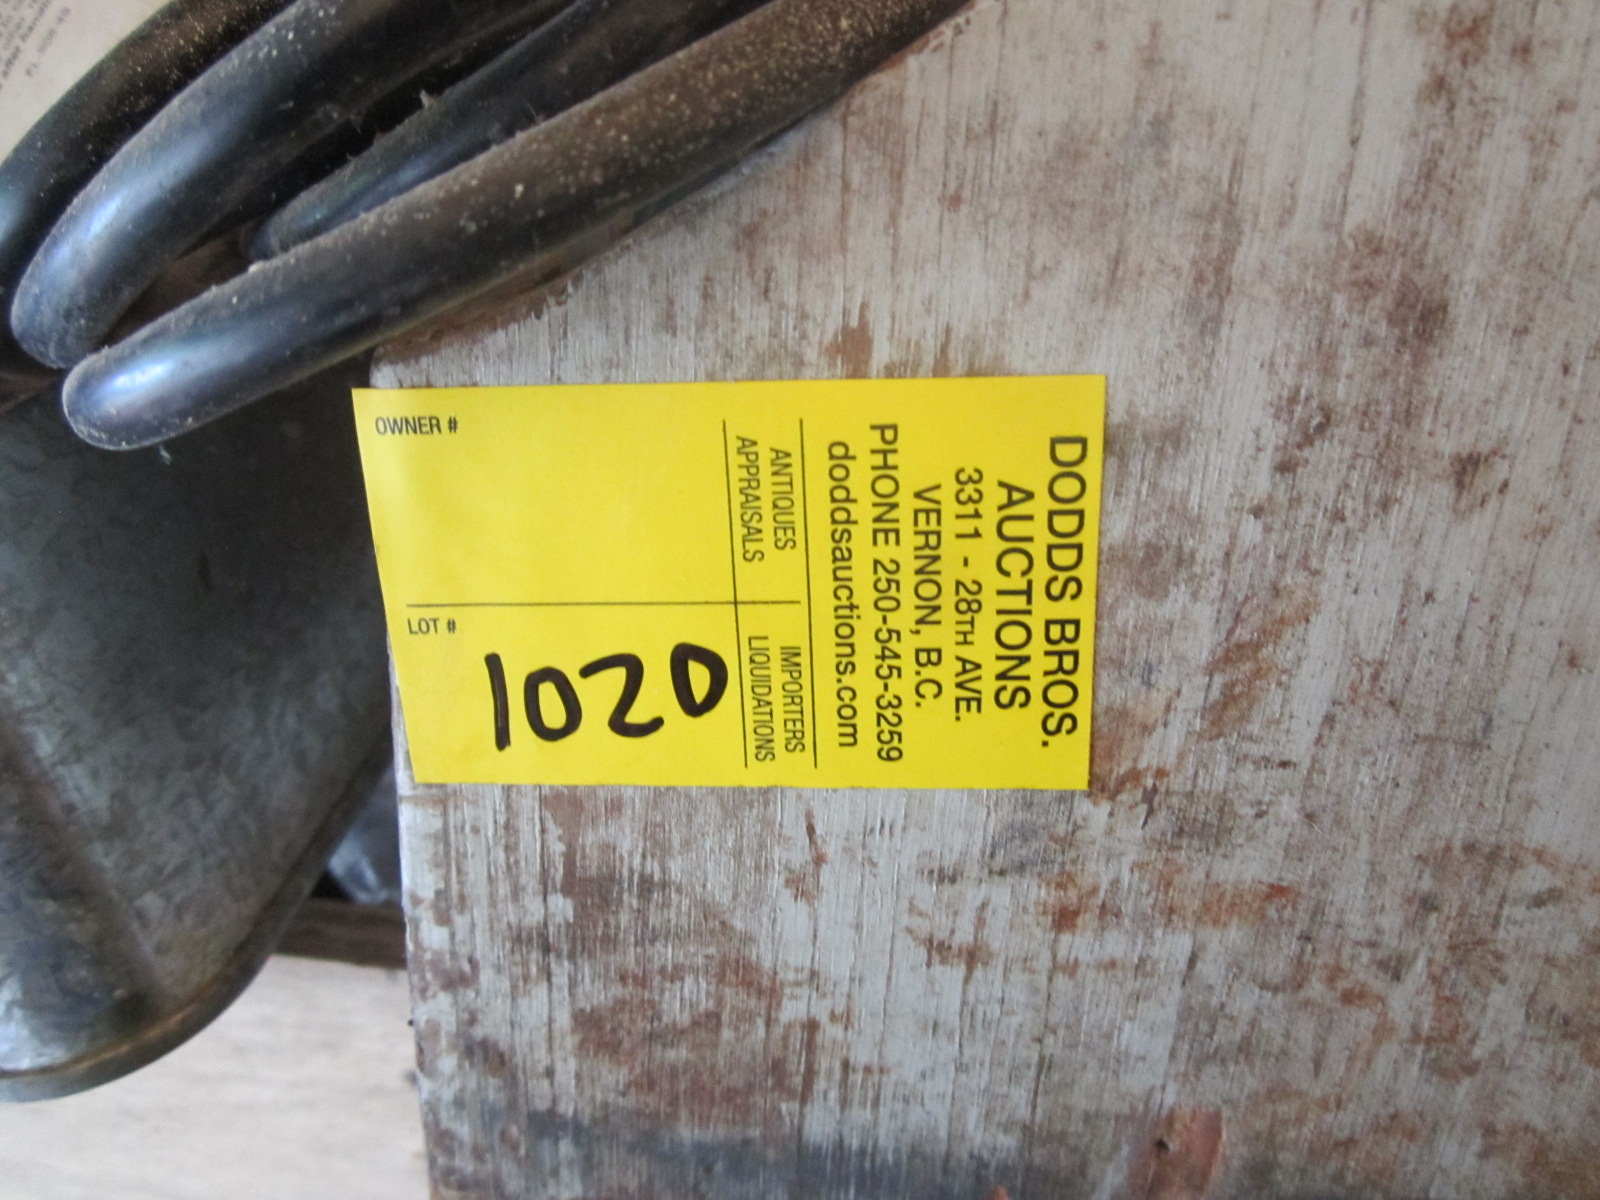 DODDS BROS.
AUCTIONS
3311 - 28TH AVE.
VERNON, B.C.
PHONE 250-545-3259
doddsauctions.com
ANTIQUES
APPRAISALS
IMPORTERS
LIQUIDATIONS
OWNER #
LOT #
1020